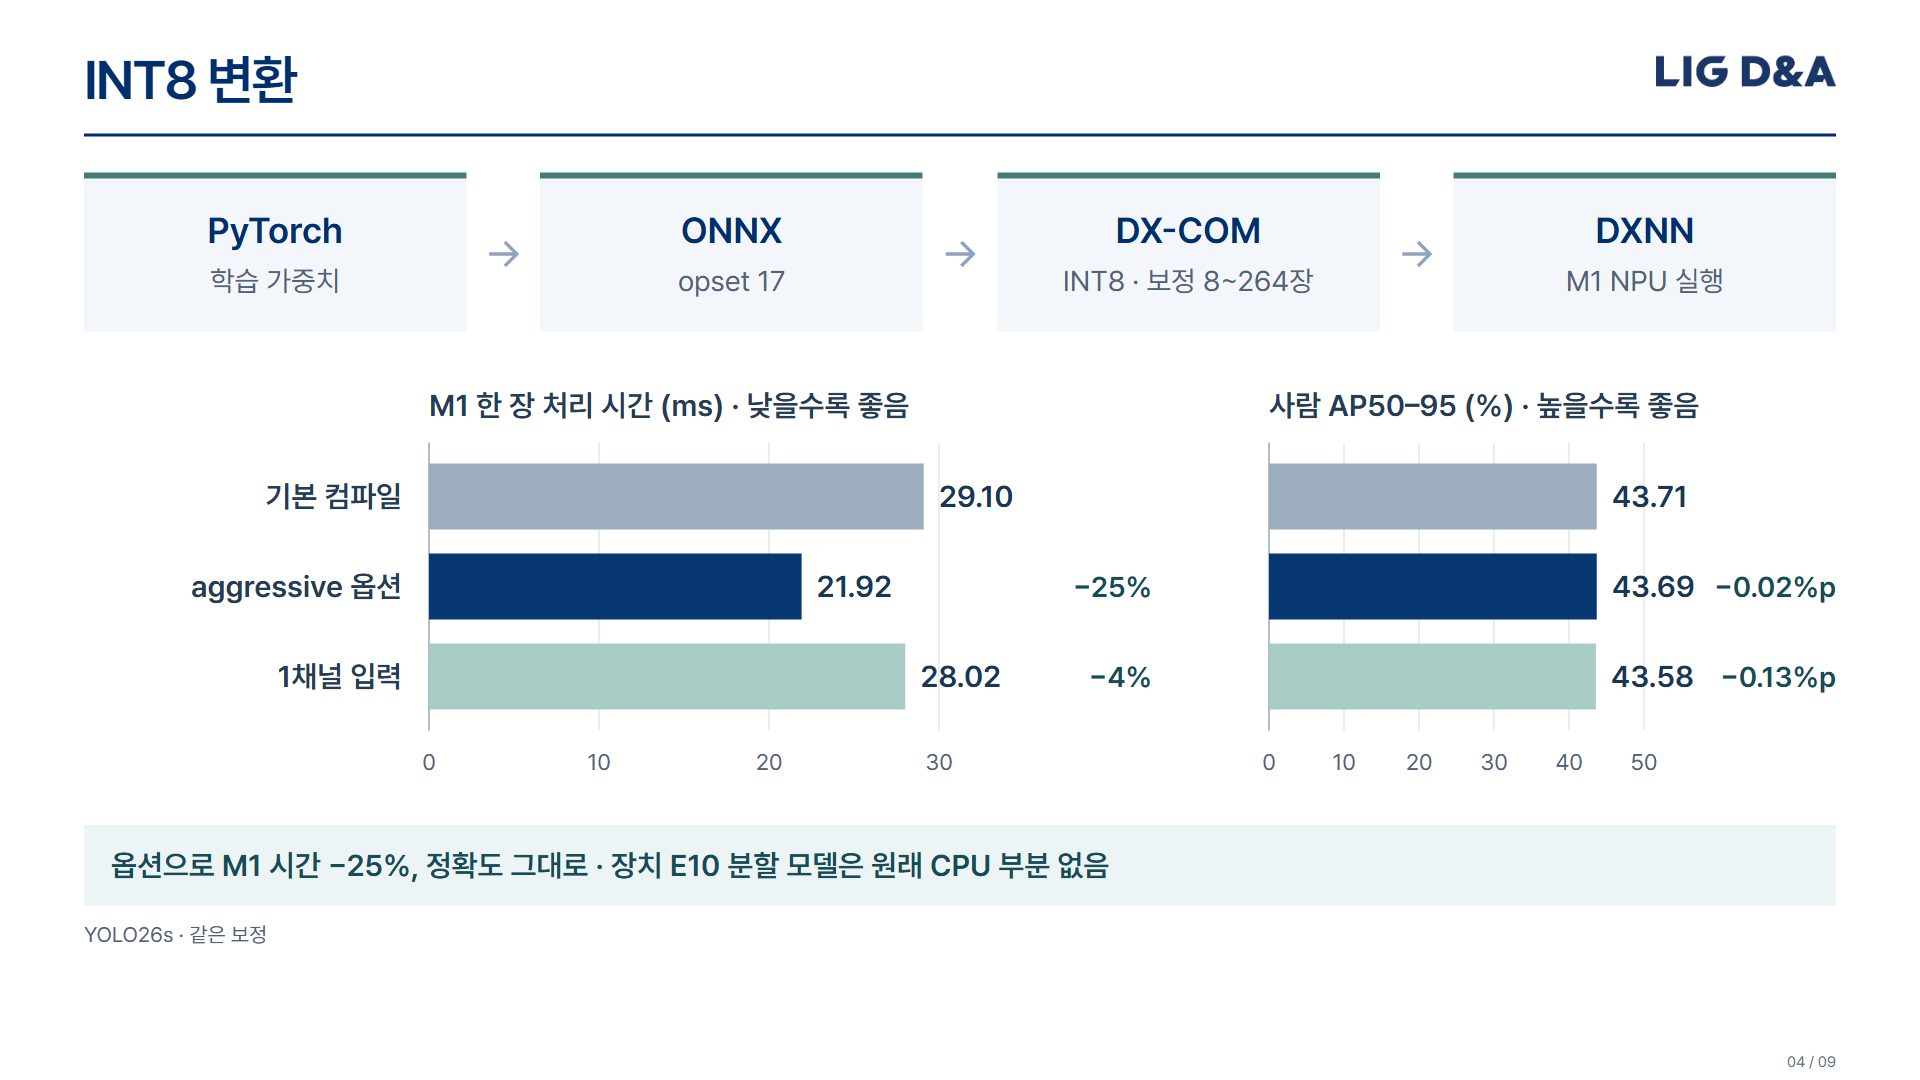 INT8 변환
LIG D&A
PyTorch
学습 가중치
→
ONNX
opset 17
→
DX-COM
INT8 · 보정 8~264장
→
DXNN
M1 NPU 실행
M1 한 장 처리 시간 (ms) · 낮을수록 좋음
기본 컴파일
29.10
aggressive 옵션
21.92
−25%
1채널 입력
28.02
−4%
0 10 20 30
사람 AP50–95 (%) · 높을수록 좋음
43.71
43.69 −0.02%p
43.58 −0.13%p
0 10 20 30 40 50
옵션으로 M1 시간 −25%, 정확도 그대로 · 장치 E10 분할 모델은 원래 CPU 부분 없음
YOLO26s · 같은 보정
04 / 09